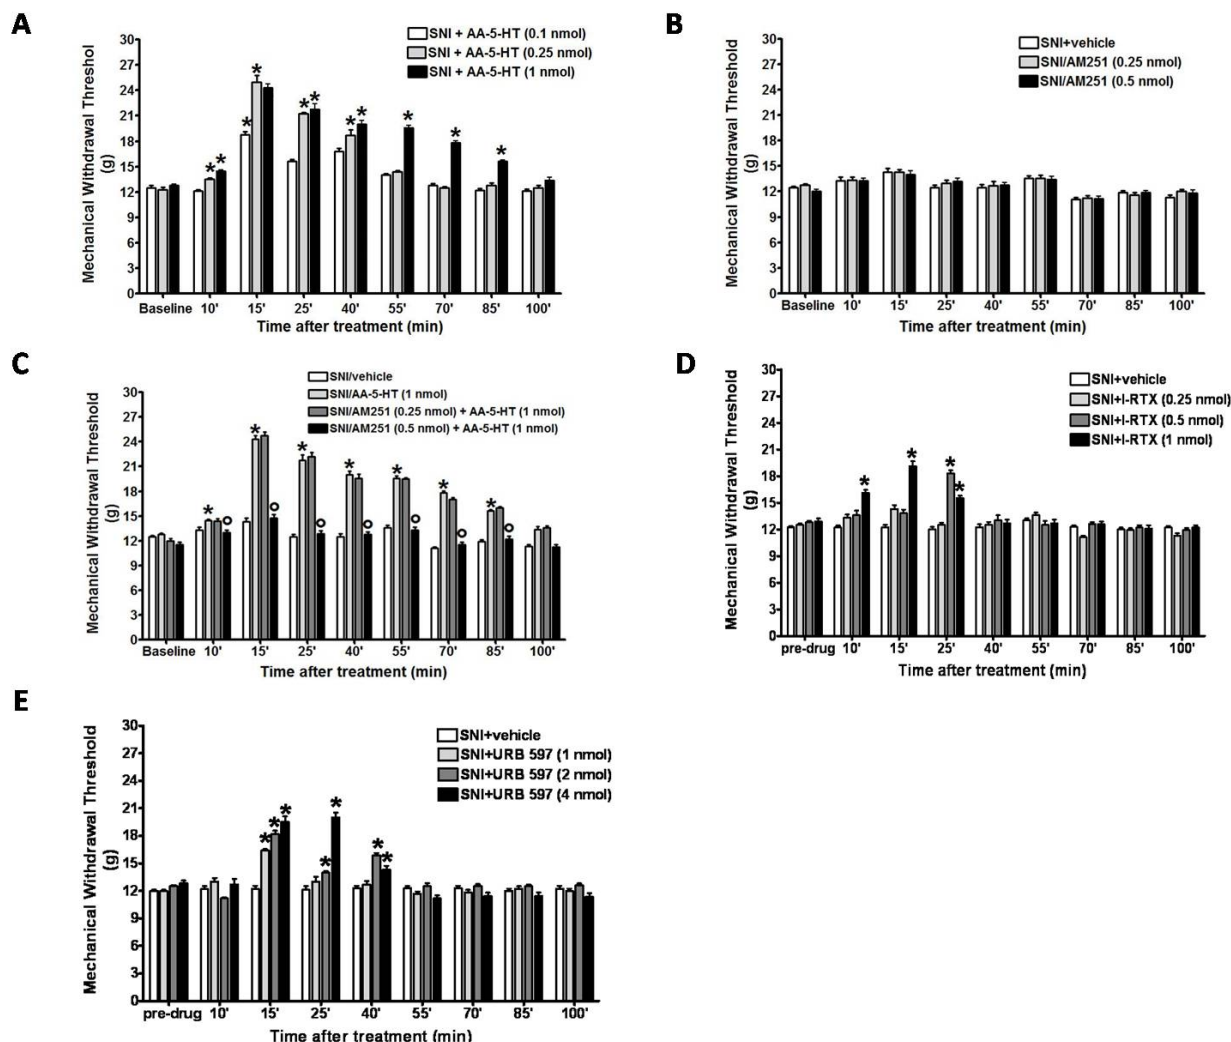 A
SNI + AA-5-HT (0.1 nmol)
SNI + AA-5-HT (0.25 nmol)
SNI + AA-5-HT (1 nmol)
Mechanical Withdrawal Threshold
(g)
30
27
24
21
18
15
12
9
6
3
0
* * * * * * * * * * * *
Baseline 10' 15' 25' 40' 55' 70' 85' 100'
Time after treatment (min)
B
SNI+vehicle
SNI/AM251 (0.25 nmol)
SNI/AM251 (0.5 nmol)
Mechanical Withdrawal Threshold
(g)
30
27
24
21
18
15
12
9
6
3
0
Baseline 10' 15' 25' 40' 55' 70' 85' 100'
Time after treatment (min)
C
SNI/vehicle
SNI/AA-5-HT (1 nmol)
SNI/AM251 (0.25 nmol) + AA-5-HT (1 nmol)
SNI/AM251 (0.5 nmol) + AA-5-HT (1 nmol)
Mechanical Withdrawal Threshold
(g)
30
27
24
21
18
15
12
9
6
3
0
Baseline 10' 15' 25' 40' 55' 70' 85' 100'
Time after treatment (min)
D
SNI+vehicle
SNI+I-RTX (0.25 nmol)
SNI+I-RTX (0.5 nmol)
SNI+I-RTX (1 nmol)
Mechanical Withdrawal Threshold
(g)
30
27
24
21
18
15
12
9
6
3
0
pre-drug 10' 15' 25' 40' 55' 70' 85' 100'
Time after treatment (min)
E
SNI+vehicle
SNI+URB 597 (1 nmol)
SNI+URB 597 (2 nmol)
SNI+URB 597 (4 nmol)
Mechanical Withdrawal Threshold
(g)
30
27
24
21
18
15
12
9
6
3
0
pre-drug 10' 15' 25' 40' 55' 70' 85' 100'
Time after treatment (min)